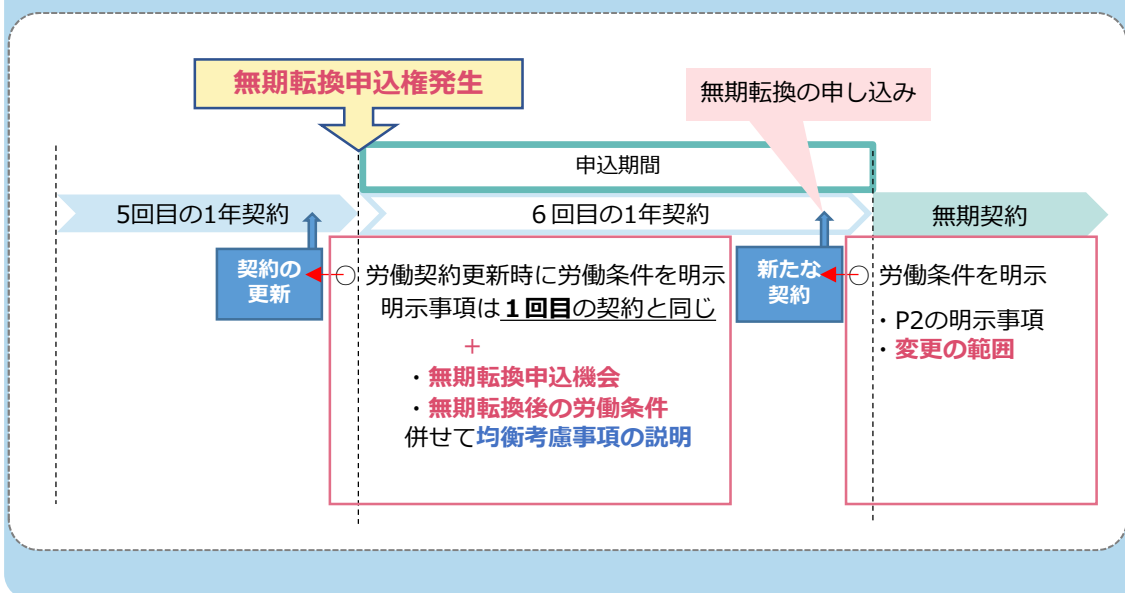 無期転換申込権発生
無期転換の申し込み
申込期間
5回目の1年契約
６回目の1年契約
無期契約
契約の
更新
○ 労働契約更新時に労働条件を明示
明示事項は１回目の契約と同じ
＋
・無期転換申込機会
・無期転換後の労働条件
併せて均衡考慮事項の説明
新たな
契約
○ 労働条件を明示
・P2の明示事項
・変更の範囲